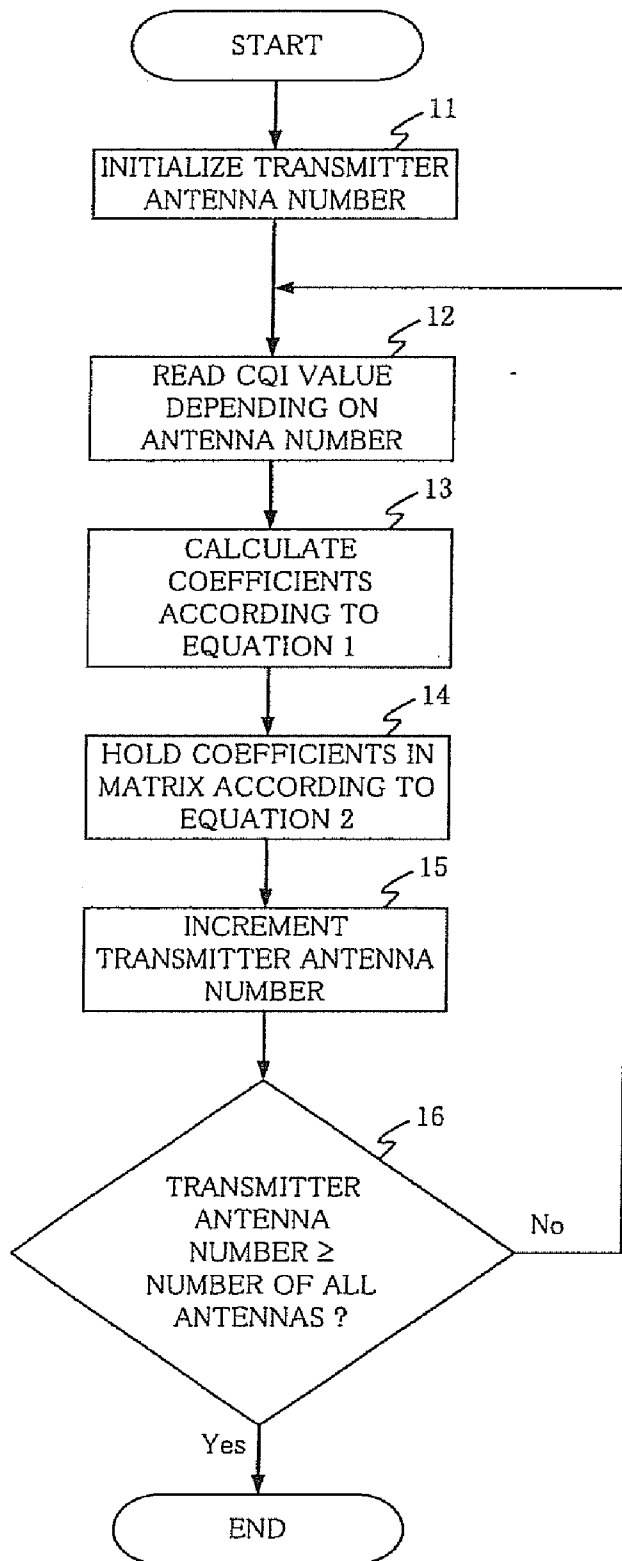 START
11
INITIALIZE TRANSMITTER
ANTENNA NUMBER
12
READ CQI VALUE
DEPENDING ON
ANTENNA NUMBER
13
CALCULATE
COEFFICIENTS
ACCORDING TO
EQUATION 1
14
HOLD COEFFICIENTS IN
MATRIX ACCORDING TO
EQUATION 2
15
INCREMENT
TRANSMITTER ANTENNA
NUMBER
16
TRANSMITTER
ANTENNA
NUMBER ≥
NUMBER OF ALL
ANTENNAS ?
No
Yes
END